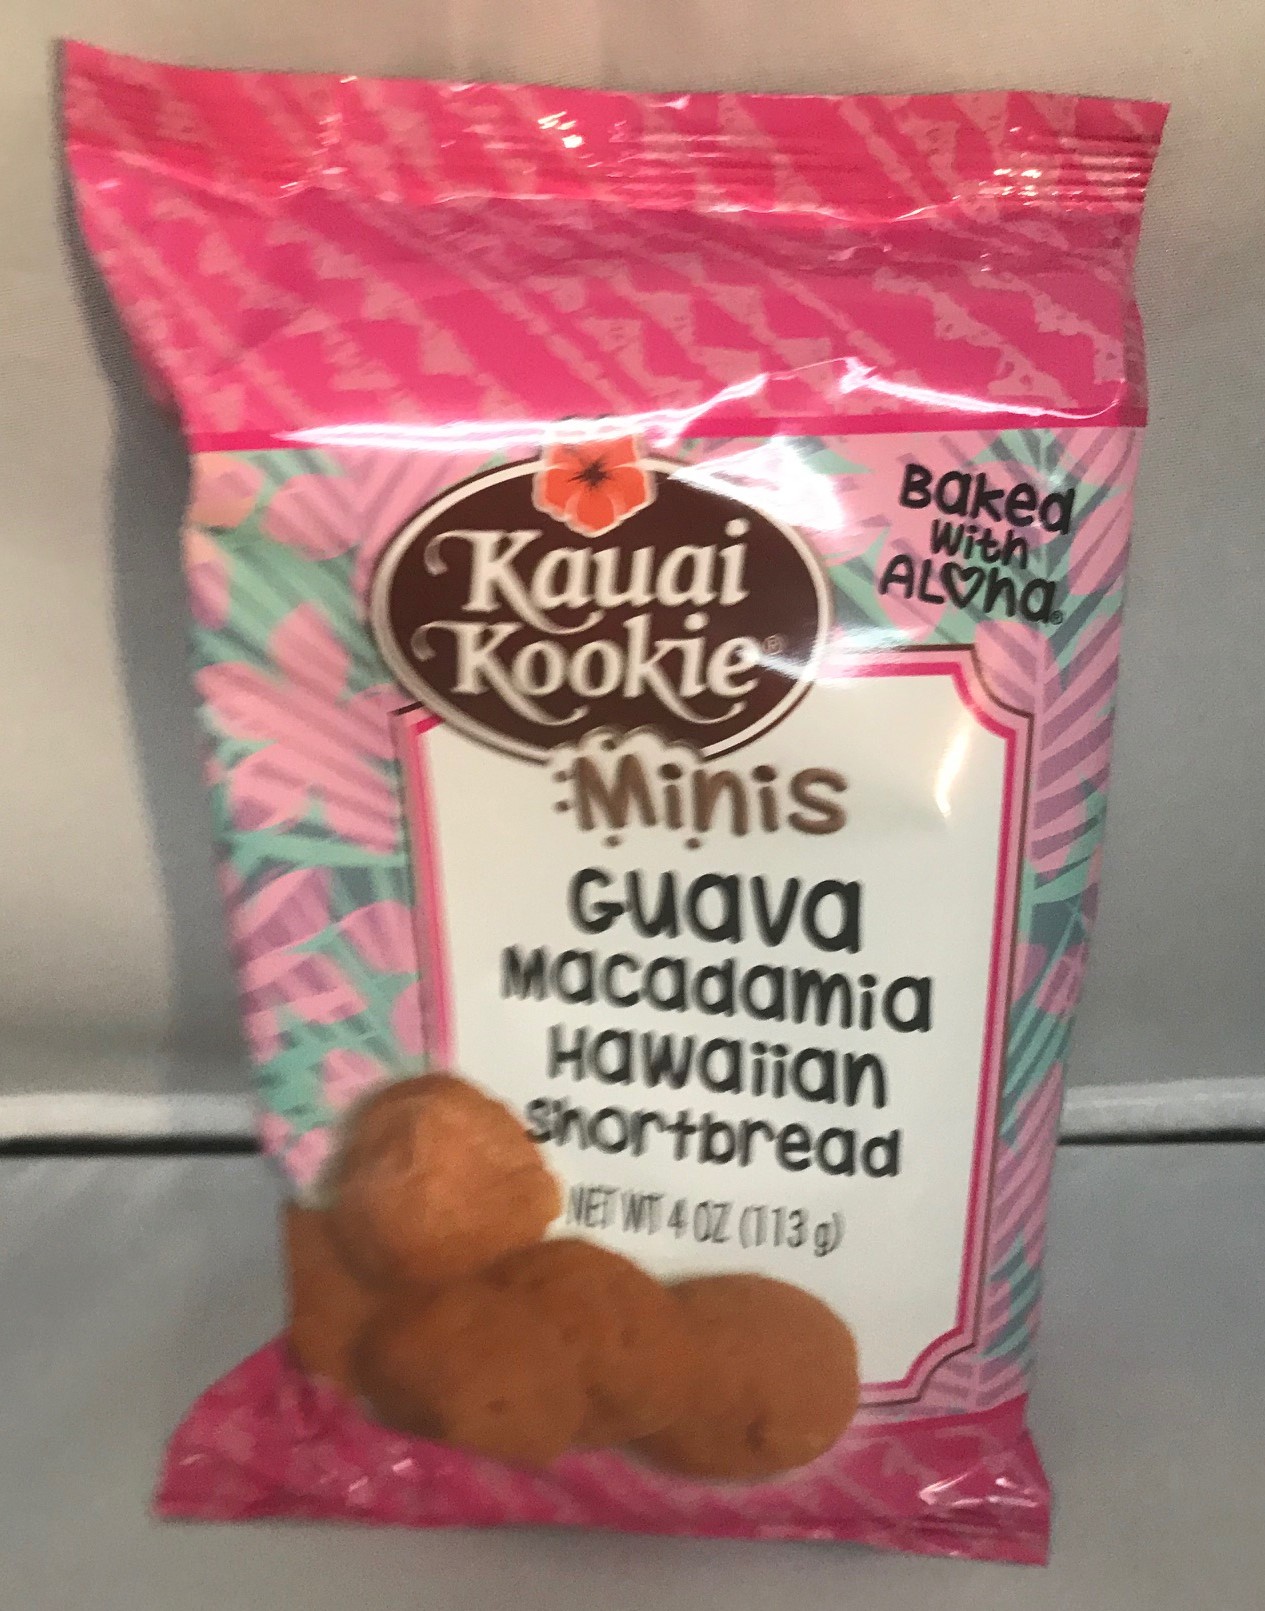 Kauai
Kookie®
Baked
with
ALoha®
Minis
Guava
Macadamia
Hawaiian
Shortbread
NET WT 4 OZ (113 g)